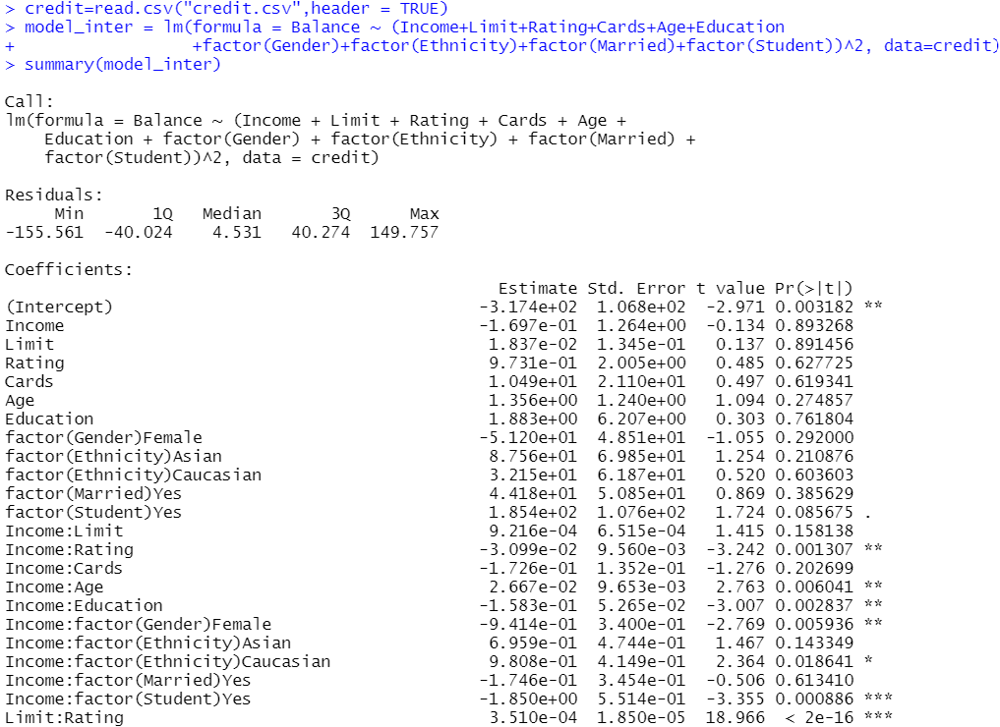 > credit=read.csv("credit.csv",header = TRUE)
> model_inter = lm(formula = Balance ~ (Income+Limit+Rating+Cards+Age+Education
+                  +factor(Gender)+factor(Ethnicity)+factor(Married)+factor(Student))^2, data=credit)
> summary(model_inter)

Call:
lm(formula = Balance ~ (Income + Limit + Rating + Cards + Age +
    Education + factor(Gender) + factor(Ethnicity) + factor(Married) +
    factor(Student))^2, data = credit)

Residuals:
     Min       1Q   Median       3Q      Max
-155.561  -40.024    4.531   40.274  149.757

Coefficients:
                                    Estimate Std. Error t value Pr(>|t|)
(Intercept)                       -3.174e+02  1.068e+02  -2.971 0.003182 **
Income                            -1.697e-01  1.264e+00  -0.134 0.893268
Limit                              1.837e-02  1.345e-01   0.137 0.891456
Rating                             9.731e-01  2.005e+00   0.485 0.627725
Cards                              1.049e+01  2.110e+01   0.497 0.619341
Age                                1.356e+00  1.240e+00   1.094 0.274857
Education                          1.883e+00  6.207e+00   0.303 0.761804
factor(Gender)Female              -5.120e+01  4.851e+01  -1.055 0.292000
factor(Ethnicity)Asian             8.756e+01  6.985e+01   1.254 0.210876
factor(Ethnicity)Caucasian         3.215e+01  6.187e+01   0.520 0.603603
factor(Married)Yes                 4.418e+01  5.085e+01   0.869 0.385629
factor(Student)Yes                 1.854e+02  1.076e+02   1.724 0.085675 .
Income:Limit                       9.216e-04  6.515e-04   1.415 0.158138
Income:Rating                     -3.099e-02  9.560e-03  -3.242 0.001307 **
Income:Cards                      -1.726e-01  1.352e-01  -1.276 0.202699
Income:Age                         2.667e-02  9.653e-03   2.763 0.006041 **
Income:Education                  -1.583e-01  5.265e-02  -3.007 0.002837 **
Income:factor(Gender)Female       -9.414e-01  3.400e-01  -2.769 0.005936 **
Income:factor(Ethnicity)Asian      6.959e-01  4.744e-01   1.467 0.143349
Income:factor(Ethnicity)Caucasian  9.808e-01  4.149e-01   2.364 0.018641 *
Income:factor(Married)Yes         -1.746e-01  3.454e-01  -0.506 0.613410
Income:factor(Student)Yes         -1.850e+00  5.514e-01  -3.355 0.000886 ***
Limit:Rating                       3.510e-04  1.850e-05  18.966  < 2e-16 ***